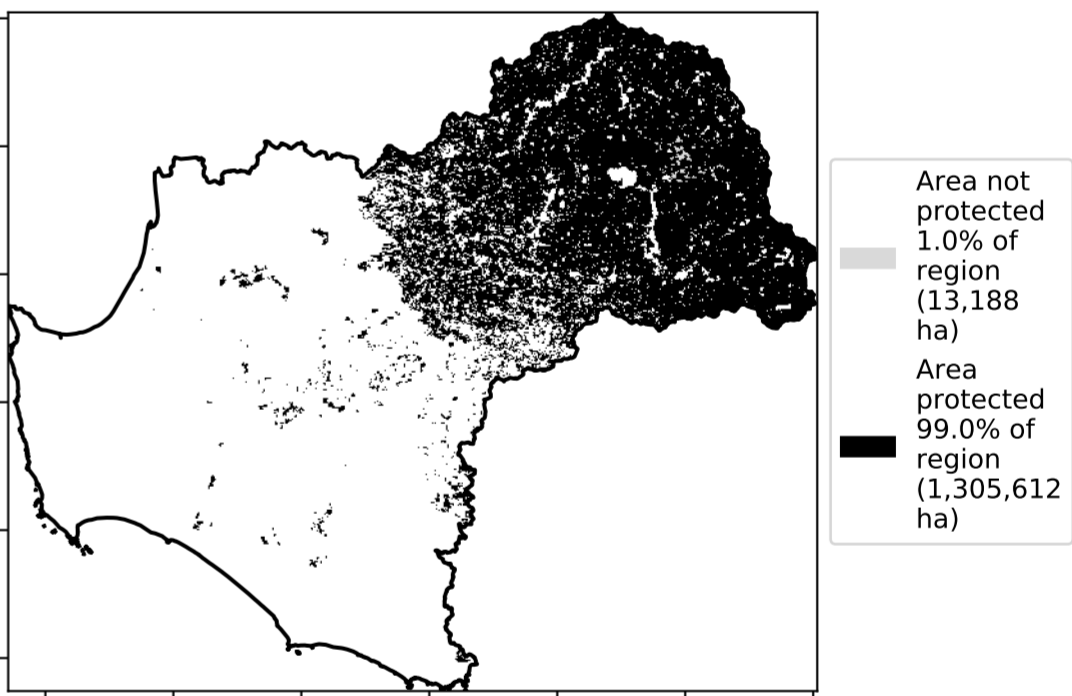 Area not
protected
1.0% of
region
(13,188
ha)
Area
protected
99.0% of
region
(1,305,612
ha)